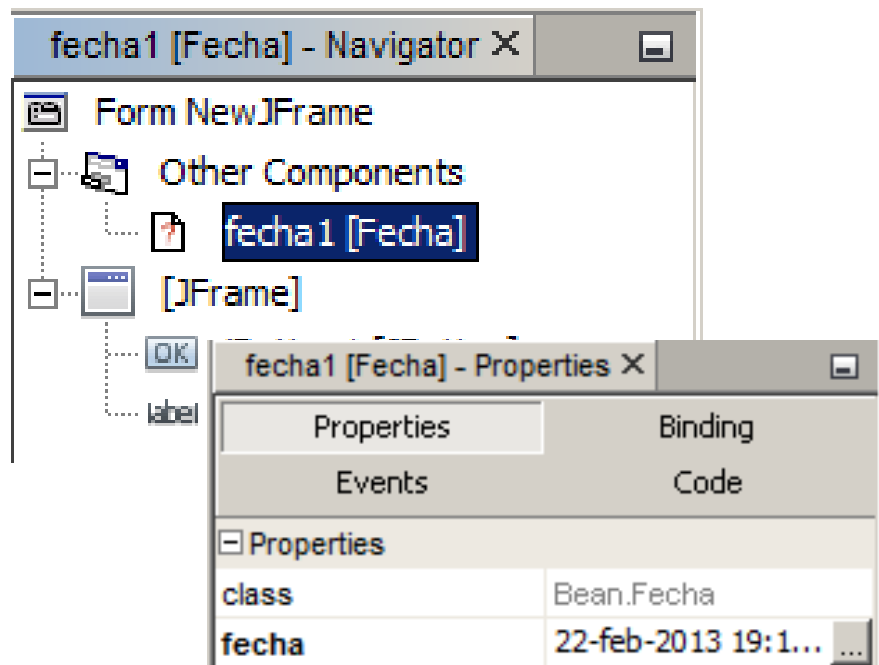 fecha1 [Fecha] - Navigator
Form NewJFrame
Other Components
fecha1 [Fecha]
[JFrame]
OK
label
fecha1 [Fecha] - Properties
Properties Binding
Events Code
Properties
class Bean.Fecha
fecha 22-feb-2013 19:1... ...